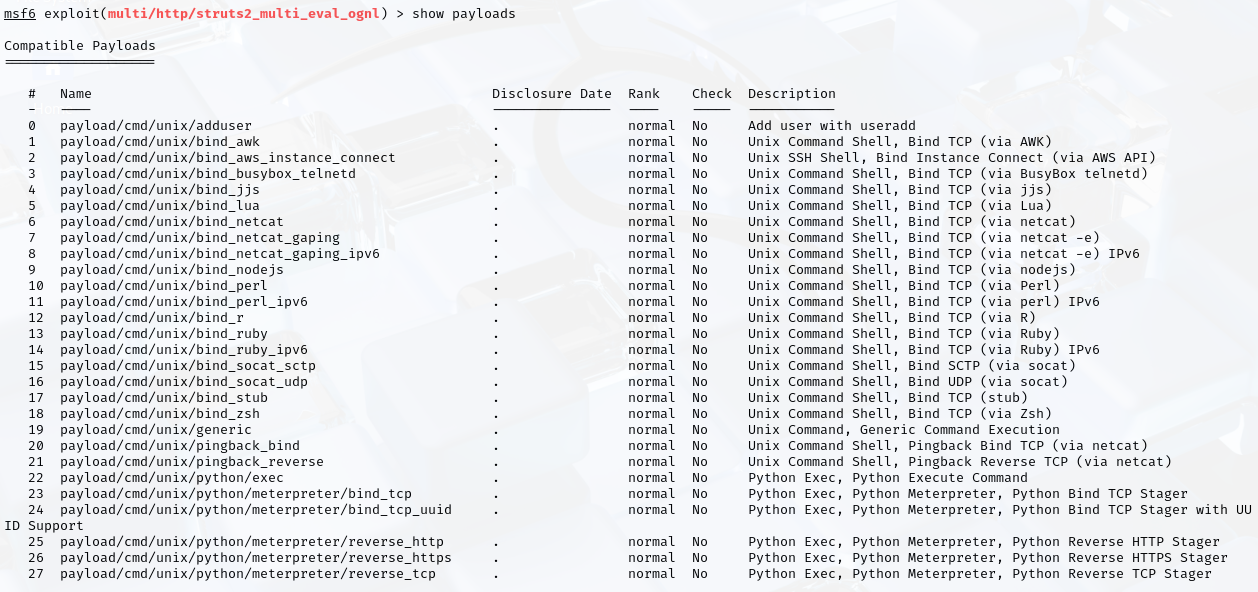 msf6 exploit(multi/http/struts2_multi_eval_ognl) > show payloads
Compatible Payloads
===================
# Name Disclosure Date Rank Check Description
- ---- --------------- ---- ----- -----------
0 payload/cmd/unix/adduser . normal No Add user with useradd
1 payload/cmd/unix/bind_awk . normal No Unix Command Shell, Bind TCP (via AWK)
2 payload/cmd/unix/bind_aws_instance_connect . normal No Unix SSH Shell, Bind Instance Connect (via AWS API)
3 payload/cmd/unix/bind_busybox_telnetd . normal No Unix Command Shell, Bind TCP (via BusyBox telnetd)
4 payload/cmd/unix/bind_jjs . normal No Unix Command Shell, Bind TCP (via jjs)
5 payload/cmd/unix/bind_lua . normal No Unix Command Shell, Bind TCP (via Lua)
6 payload/cmd/unix/bind_netcat . normal No Unix Command Shell, Bind TCP (via netcat)
7 payload/cmd/unix/bind_netcat_gaping . normal No Unix Command Shell, Bind TCP (via netcat -e)
8 payload/cmd/unix/bind_netcat_gaping_ipv6 . normal No Unix Command Shell, Bind TCP (via netcat -e) IPv6
9 payload/cmd/unix/bind_nodejs . normal No Unix Command Shell, Bind TCP (via nodejs)
10 payload/cmd/unix/bind_perl . normal No Unix Command Shell, Bind TCP (via Perl)
11 payload/cmd/unix/bind_perl_ipv6 . normal No Unix Command Shell, Bind TCP (via perl) IPv6
12 payload/cmd/unix/bind_r . normal No Unix Command Shell, Bind TCP (via R)
13 payload/cmd/unix/bind_ruby . normal No Unix Command Shell, Bind TCP (via Ruby)
14 payload/cmd/unix/bind_ruby_ipv6 . normal No Unix Command Shell, Bind TCP (via Ruby) IPv6
15 payload/cmd/unix/bind_socat_sctp . normal No Unix Command Shell, Bind SCTP (via socat)
16 payload/cmd/unix/bind_socat_udp . normal No Unix Command Shell, Bind UDP (via socat)
17 payload/cmd/unix/bind_stub . normal No Unix Command Shell, Bind TCP (stub)
18 payload/cmd/unix/bind_zsh . normal No Unix Command Shell, Bind TCP (via Zsh)
19 payload/cmd/unix/generic . normal No Unix Command, Generic Command Execution
20 payload/cmd/unix/pingback_bind . normal No Unix Command Shell, Pingback Bind TCP (via netcat)
21 payload/cmd/unix/pingback_reverse . normal No Unix Command Shell, Pingback Reverse TCP (via netcat)
22 payload/cmd/unix/python/exec . normal No Python Exec, Python Execute Command
23 payload/cmd/unix/python/meterpreter/bind_tcp . normal No Python Exec, Python Meterpreter, Python Bind TCP Stager
24 payload/cmd/unix/python/meterpreter/bind_tcp_uuid . normal No Python Exec, Python Meterpreter, Python Bind TCP Stager with UU
ID Support
25 payload/cmd/unix/python/meterpreter/reverse_http . normal No Python Exec, Python Meterpreter, Python Reverse HTTP Stager
26 payload/cmd/unix/python/meterpreter/reverse_https . normal No Python Exec, Python Meterpreter, Python Reverse HTTPS Stager
27 payload/cmd/unix/python/meterpreter/reverse_tcp . normal No Python Exec, Python Meterpreter, Python Reverse TCP Stager